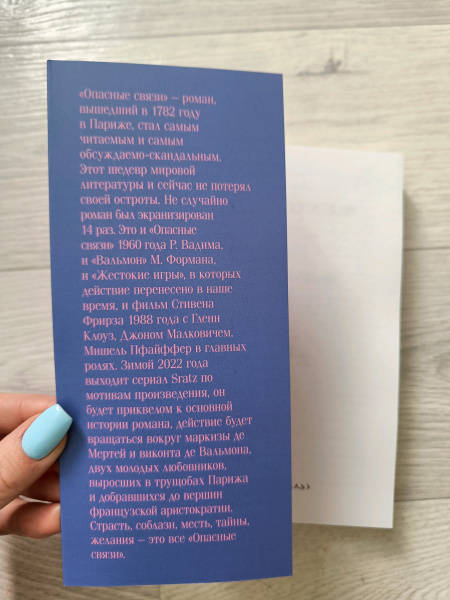 «Опасные связи» — роман,
вышедший в 1782 году
в Париже, стал самым
читаемым и самым
обсуждаемо-скандальным.
Этот шедевр мировой
литературы и сейчас не потерял
своей остроты. Не случайно
роман был экранизирован
14 раз. Это и «Опасные
связи» 1960 года Р. Вадима,
и «Вальмон» М. Формана,
и «Жестокие игры», в которых
действие перенесено в наше
время, и фильм Стивена
Фрирза 1988 года с Гленн
Клоуз, Джоном Малковичем,
Мишель Пфайффер в главных
ролях. Зимой 2022 года
выходит сериал Sratz по
мотивам произведения, он
будет приквелом к основной
истории романа, действие будет
вращаться вокруг маркизы де
Мертей и виконта де Вальмона,
двух молодых любовников,
выросших в трущобах Парижа
и добравшихся до вершин
французской аристократии.
Страсть, соблазн, месть, тайны,
желания — это все «Опасные
связи».